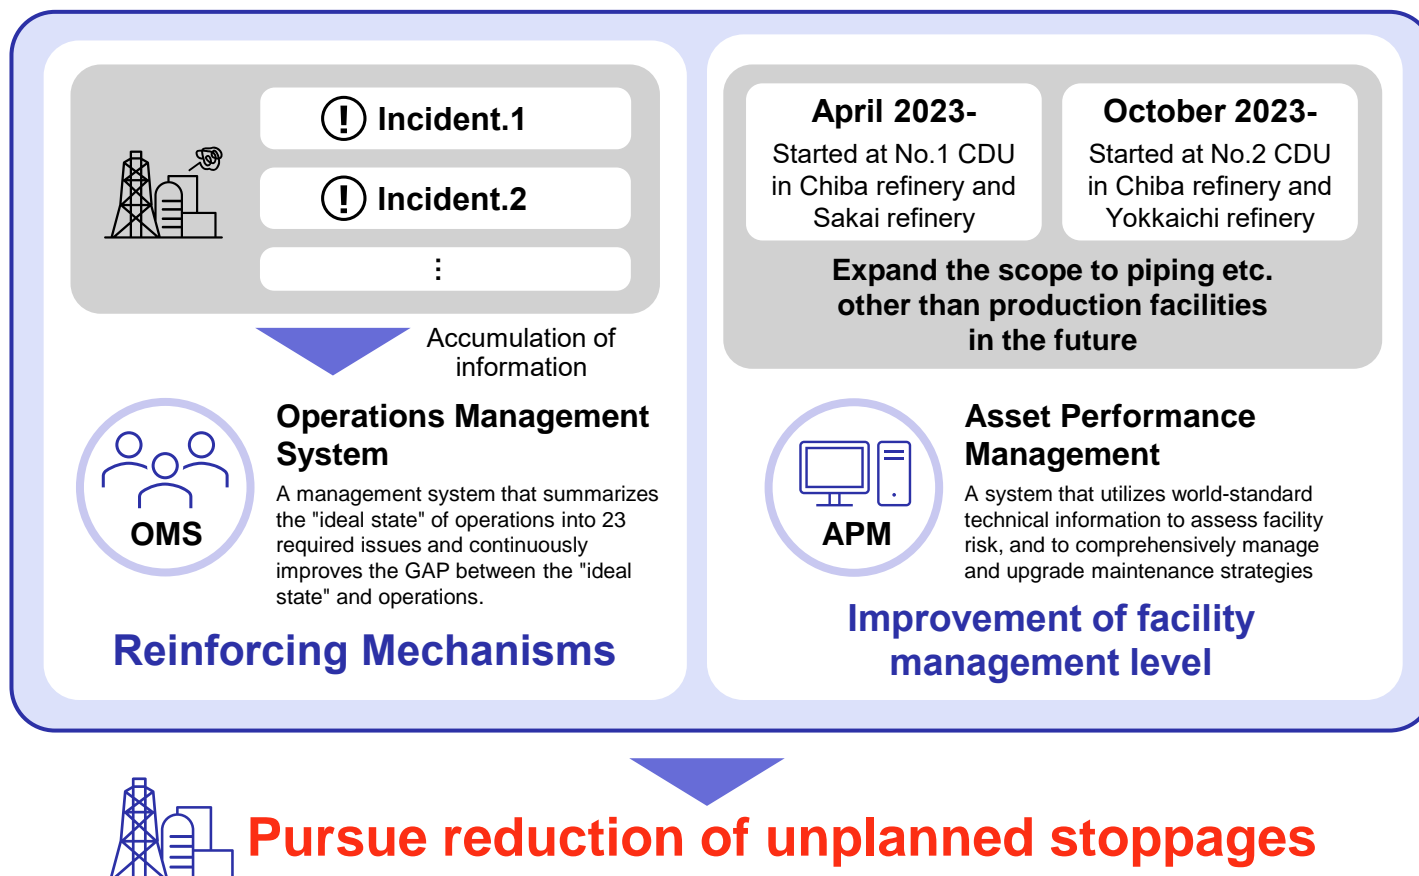 ! Incident.1
! Incident.2
⋮
Accumulation of
information
OMS
Operations Management
System
A management system that summarizes
the "ideal state" of operations into 23
required issues and continuously
improves the GAP between the "ideal
state" and operations.
Reinforcing Mechanisms
April 2023-
Started at No.1 CDU
in Chiba refinery and
Sakai refinery
October 2023-
Started at No.2 CDU
in Chiba refinery and
Yokkaichi refinery
Expand the scope to piping etc.
other than production facilities
in the future
APM
Asset Performance
Management
A system that utilizes world-standard
technical information to assess facility
risk, and to comprehensively manage
and upgrade maintenance strategies
Improvement of facility
management level
Pursue reduction of unplanned stoppages